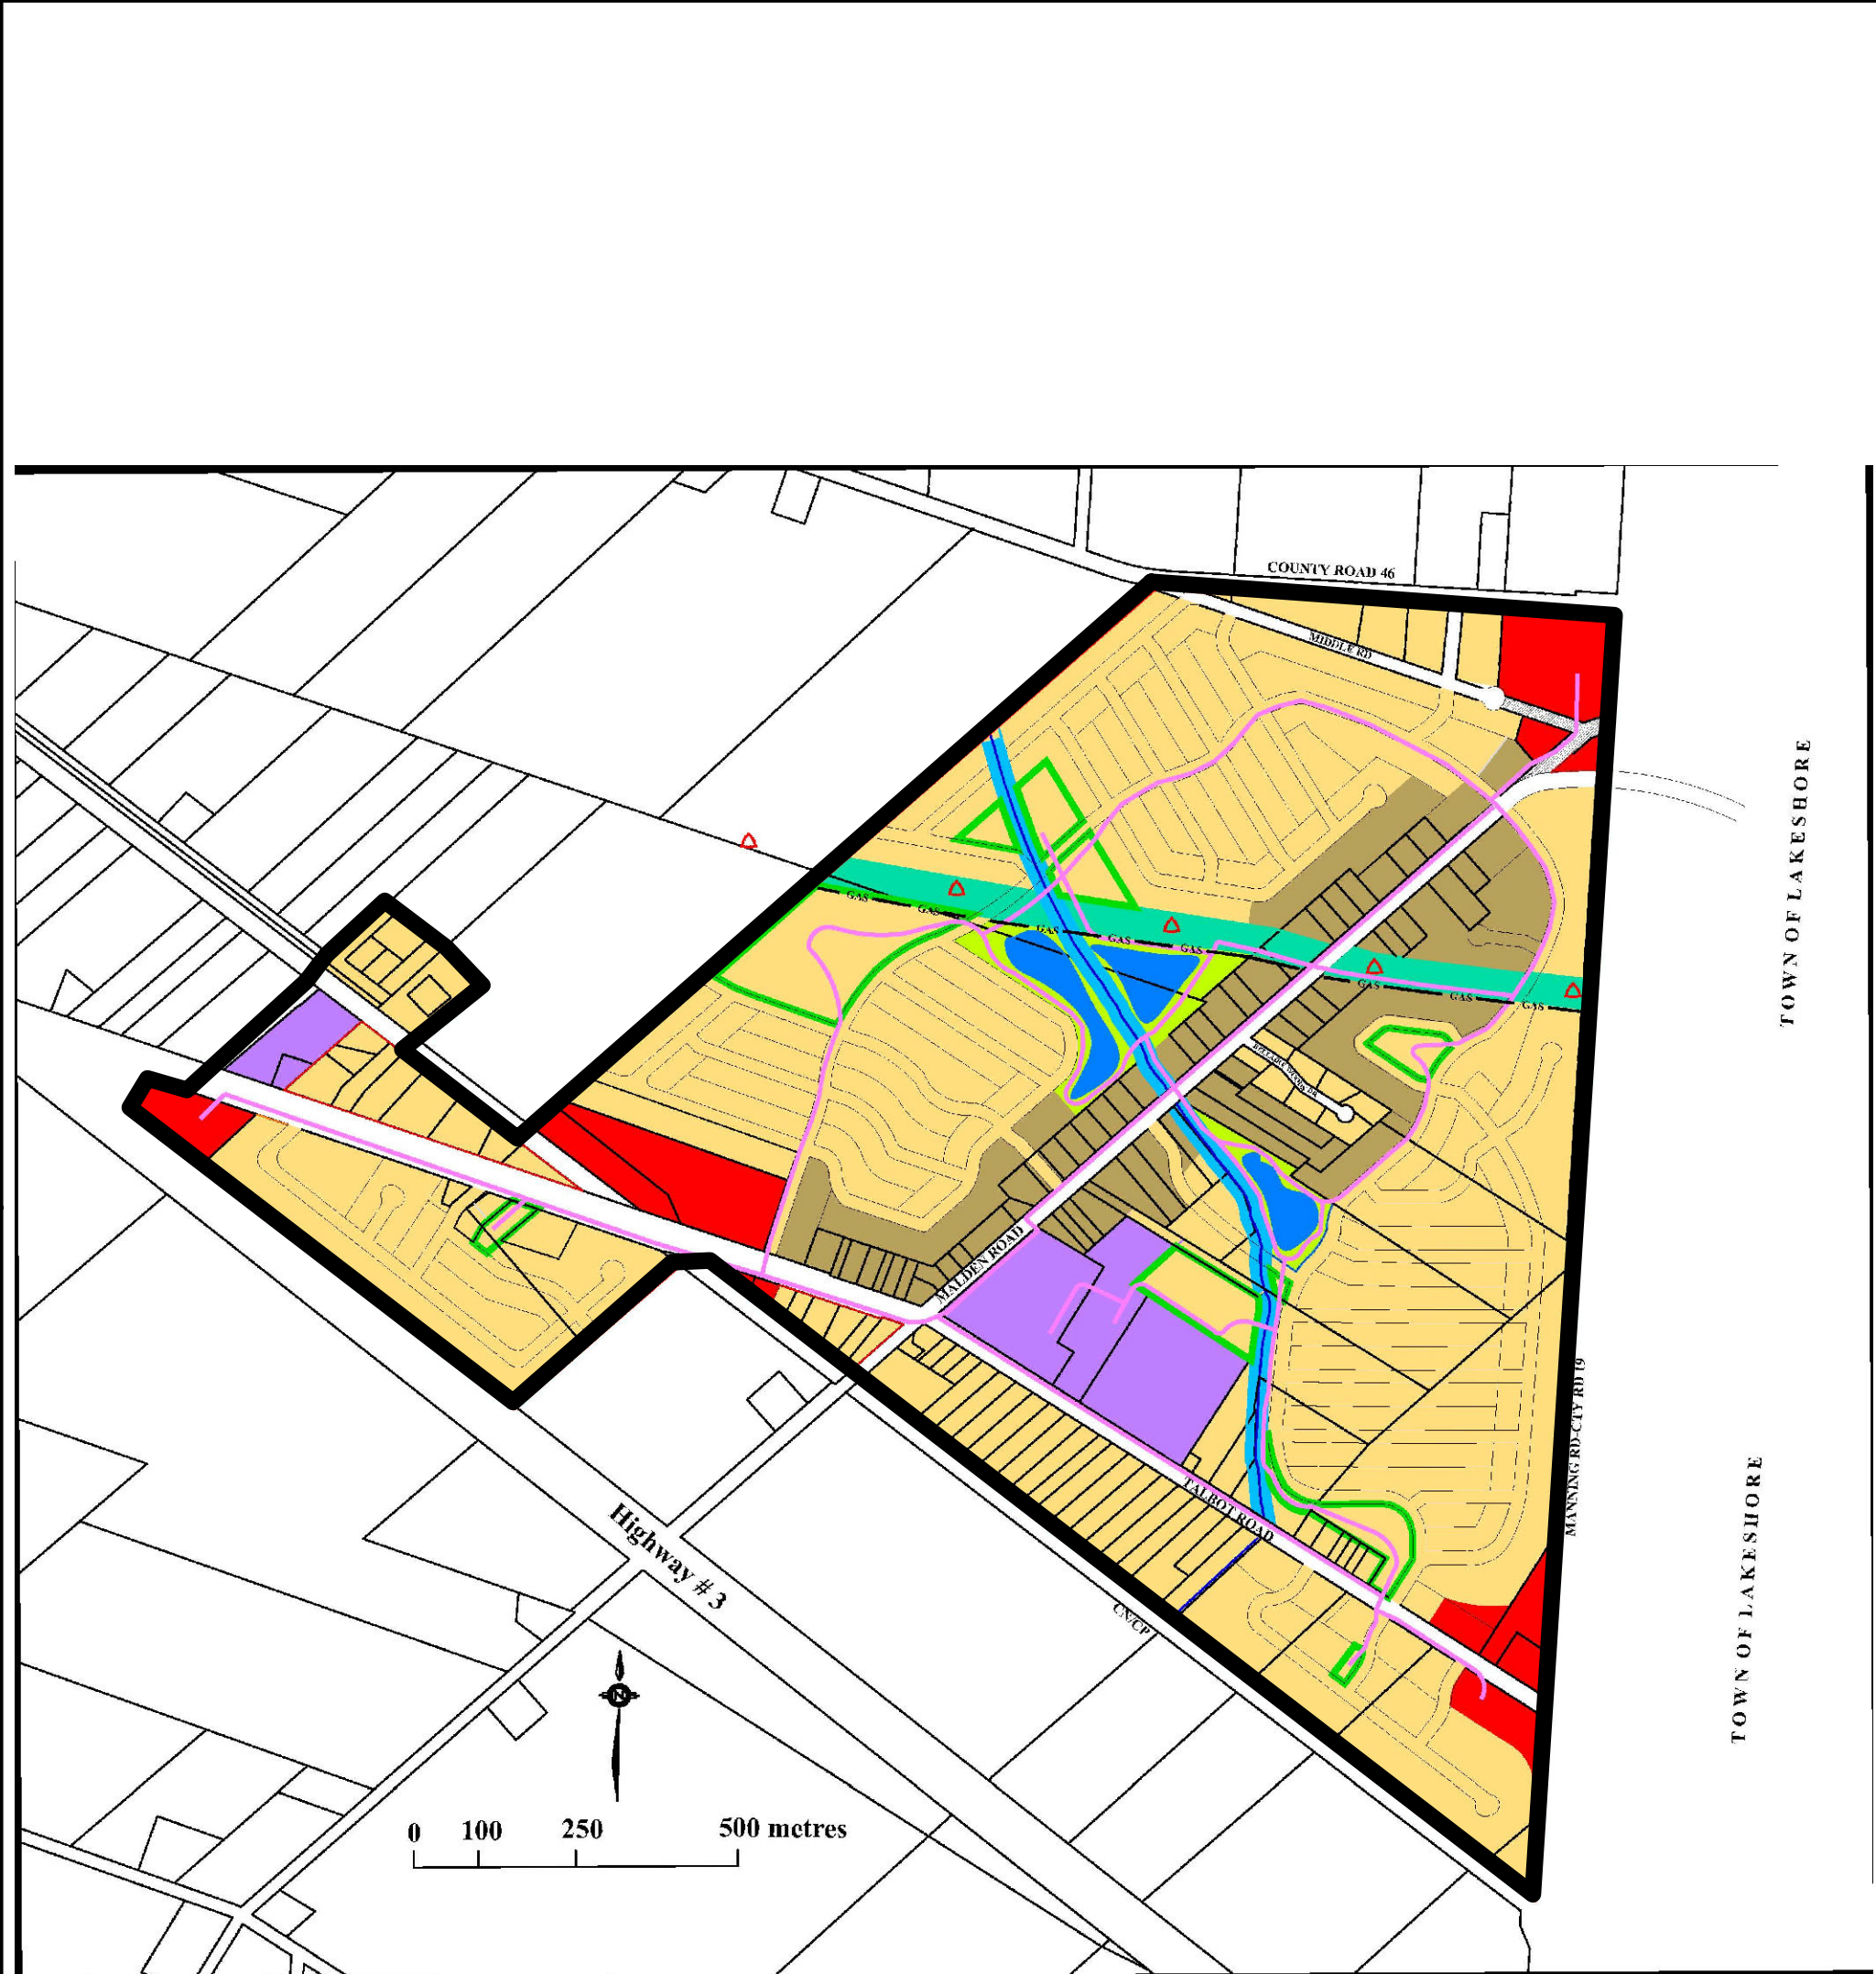 COUNTY ROAD 46
MIDDLE RD
TOWN OF LAKESHORE
GAS
GAS
GAS
GAS
GAS
GAS
GAS
GAS
MALDEN ROAD
MANNING RD-CTY RD 19
TALBOT ROAD
TOWN OF LAKESHORE
Highway # 3
CN/CP
N
0 100 250 500 metres